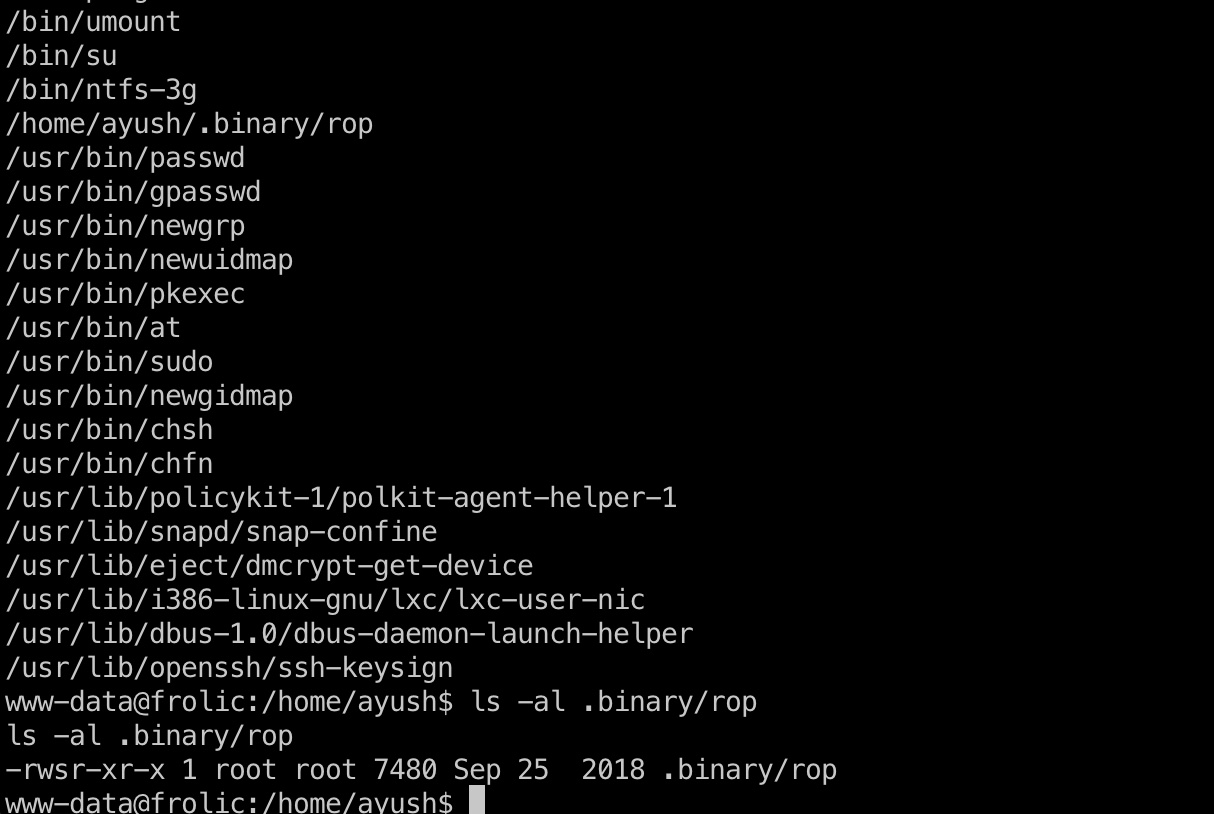 /bin/umount
/bin/su
/bin/ntfs-3g
/home/ayush/.binary/rop
/usr/bin/passwd
/usr/bin/gpasswd
/usr/bin/newgrp
/usr/bin/newuidmap
/usr/bin/pkexec
/usr/bin/at
/usr/bin/sudo
/usr/bin/newgidmap
/usr/bin/chsh
/usr/bin/chfn
/usr/lib/policykit-1/polkit-agent-helper-1
/usr/lib/snapd/snap-confine
/usr/lib/eject/dmcrypt-get-device
/usr/lib/i386-linux-gnu/lxc/lxc-user-nic
/usr/lib/dbus-1.0/dbus-daemon-launch-helper
/usr/lib/openssh/ssh-keysign
www-data@frolic:/home/ayush$ ls -al .binary/rop
ls -al .binary/rop
-rwsr-xr-x 1 root root 7480 Sep 25  2018 .binary/rop
www-data@frolic:/home/ayush$